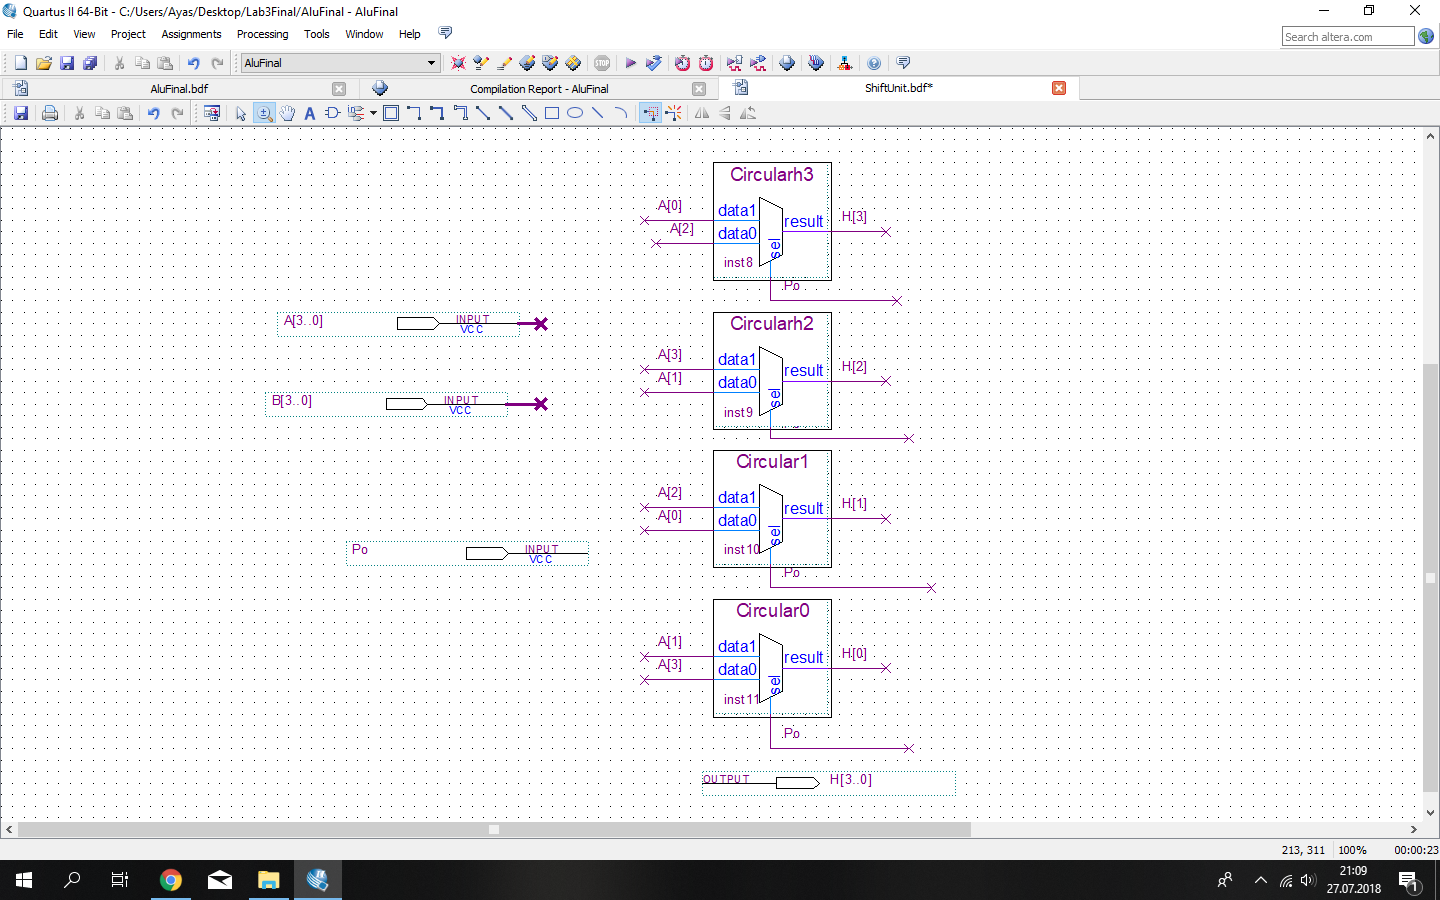 Quartus II 64-Bit - C:/Users/Ayas/Desktop/Lab3Final/AluFinal - AluFinal
File Edit View Project Assignments Processing Tools Window Help
Search altera.com
AluFinal
STOP
AluFinal.bdf
Compilation Report - AluFinal
ShiftUnit.bdf*
A
Circularh3
A[0] data1
A[2] data0
sel
result H[3]
inst8
Po
A[3..0] INPUT
VCC
Circularh2
A[3] data1
A[1] data0
sel
result H[2]
inst9
B[3..0] INPUT
VCC
Circular1
A[2] data1
A[0] data0
sel
result H[1]
inst10
Po INPUT
VCC
Po
Circular0
A[1] data1
A[3] data0
sel
result H[0]
inst11
Po
OUTPUT H[3..0]
213, 311 100% 00:00:23
21:09
27.07.2018
1